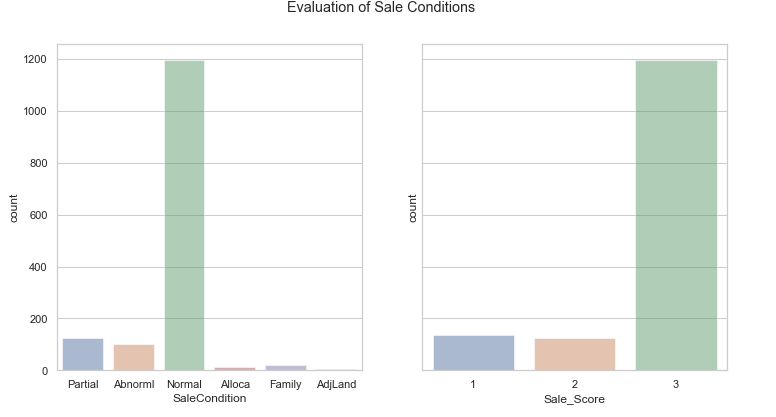 Evaluation of Sale Conditions
1200
1000
800
600
400
200
0
count
Partial Abnorml Normal Alloca Family AdjLand
SaleCondition
count
1 2 3
Sale_Score